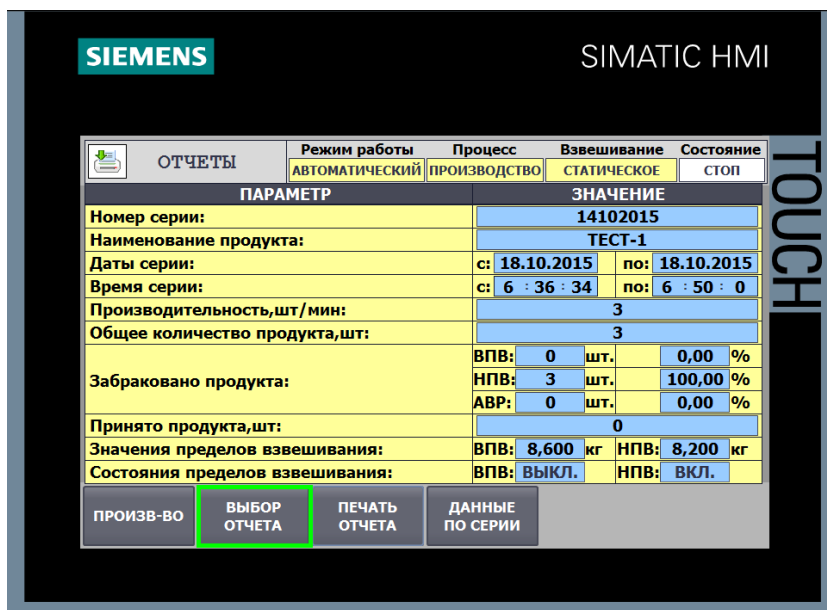 SIEMENS
SIMATIC HMI
TOUCH
ОТЧЕТЫ
Режим работы Процесс Взвешивание Состояние
АВТОМАТИЧЕСКИЙ ПРОИЗВОДСТВО СТАТИЧЕСКОЕ СТОП
ПАРАМЕТР ЗНАЧЕНИЕ
Номер серии: 14102015
Наименование продукта: ТЕСТ-1
Даты серии: с: 18.10.2015 по: 18.10.2015
Время серии: с: 6 : 36 : 34 по: 6 : 50 : 0
Производительность,шт/мин: 3
Общее количество продукта,шт: 3
Забраковано продукта:
ВПВ: 0 шт. 0,00 %
НПВ: 3 шт. 100,00 %
АВР: 0 шт. 0,00 %
Принято продукта,шт: 0
Значения пределов взвешивания: ВПВ: 8,600 кг НПВ: 8,200 кг
Состояния пределов взвешивания: ВПВ: ВЫКЛ. НПВ: ВКЛ.
ПРОИЗВ-ВО
ВЫБОР
ОТЧЕТА
ПЕЧАТЬ
ОТЧЕТА
ДАННЫЕ
ПО СЕРИИ